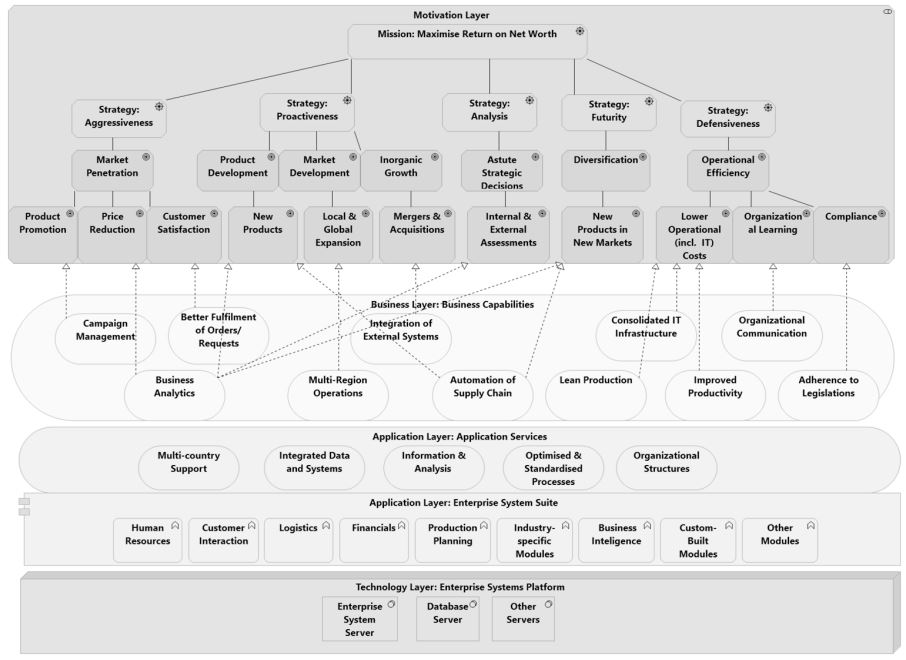 Motivation Layer
Mission: Maximise Return on Net Worth
Strategy:
Aggressiveness
Strategy:
Proactiveness
Strategy:
Analysis
Strategy:
Futurity
Strategy:
Defensiveness
Market
Penetration
Product
Development
Market
Development
Inorganic
Growth
Astute
Strategic
Decisions
Diversification
Operational
Efficiency
Product
Promotion
Price
Reduction
Customer
Satisfaction
New
Products
Local &
Global
Expansion
Mergers &
Acquisitions
Internal &
External
Assessments
New
Products in
New Markets
Lower
Operational
(incl. IT)
Costs
Organization
al Learning
Compliance
Business Layer: Business Capabilities
Campaign
Management
Better Fulfilment
of Orders/
Requests
Integration of
External Systems
Consolidated IT
Infrastructure
Organizational
Communication
Business
Analytics
Multi-Region
Operations
Automation of
Supply Chain
Lean Production
Improved
Productivity
Adherence to
Legislations
Application Layer: Application Services
Multi-country
Support
Integrated Data
and Systems
Information &
Analysis
Optimised &
Standardised
Processes
Organizational
Structures
Application Layer: Enterprise System Suite
Human
Resources
Customer
Interaction
Logistics
Financials
Production
Planning
Industry-
specific
Modules
Business
Inteligence
Custom-
Built
Modules
Other
Modules
Technology Layer: Enterprise Systems Platform
Enterprise
System
Server
Database
Server
Other
Servers